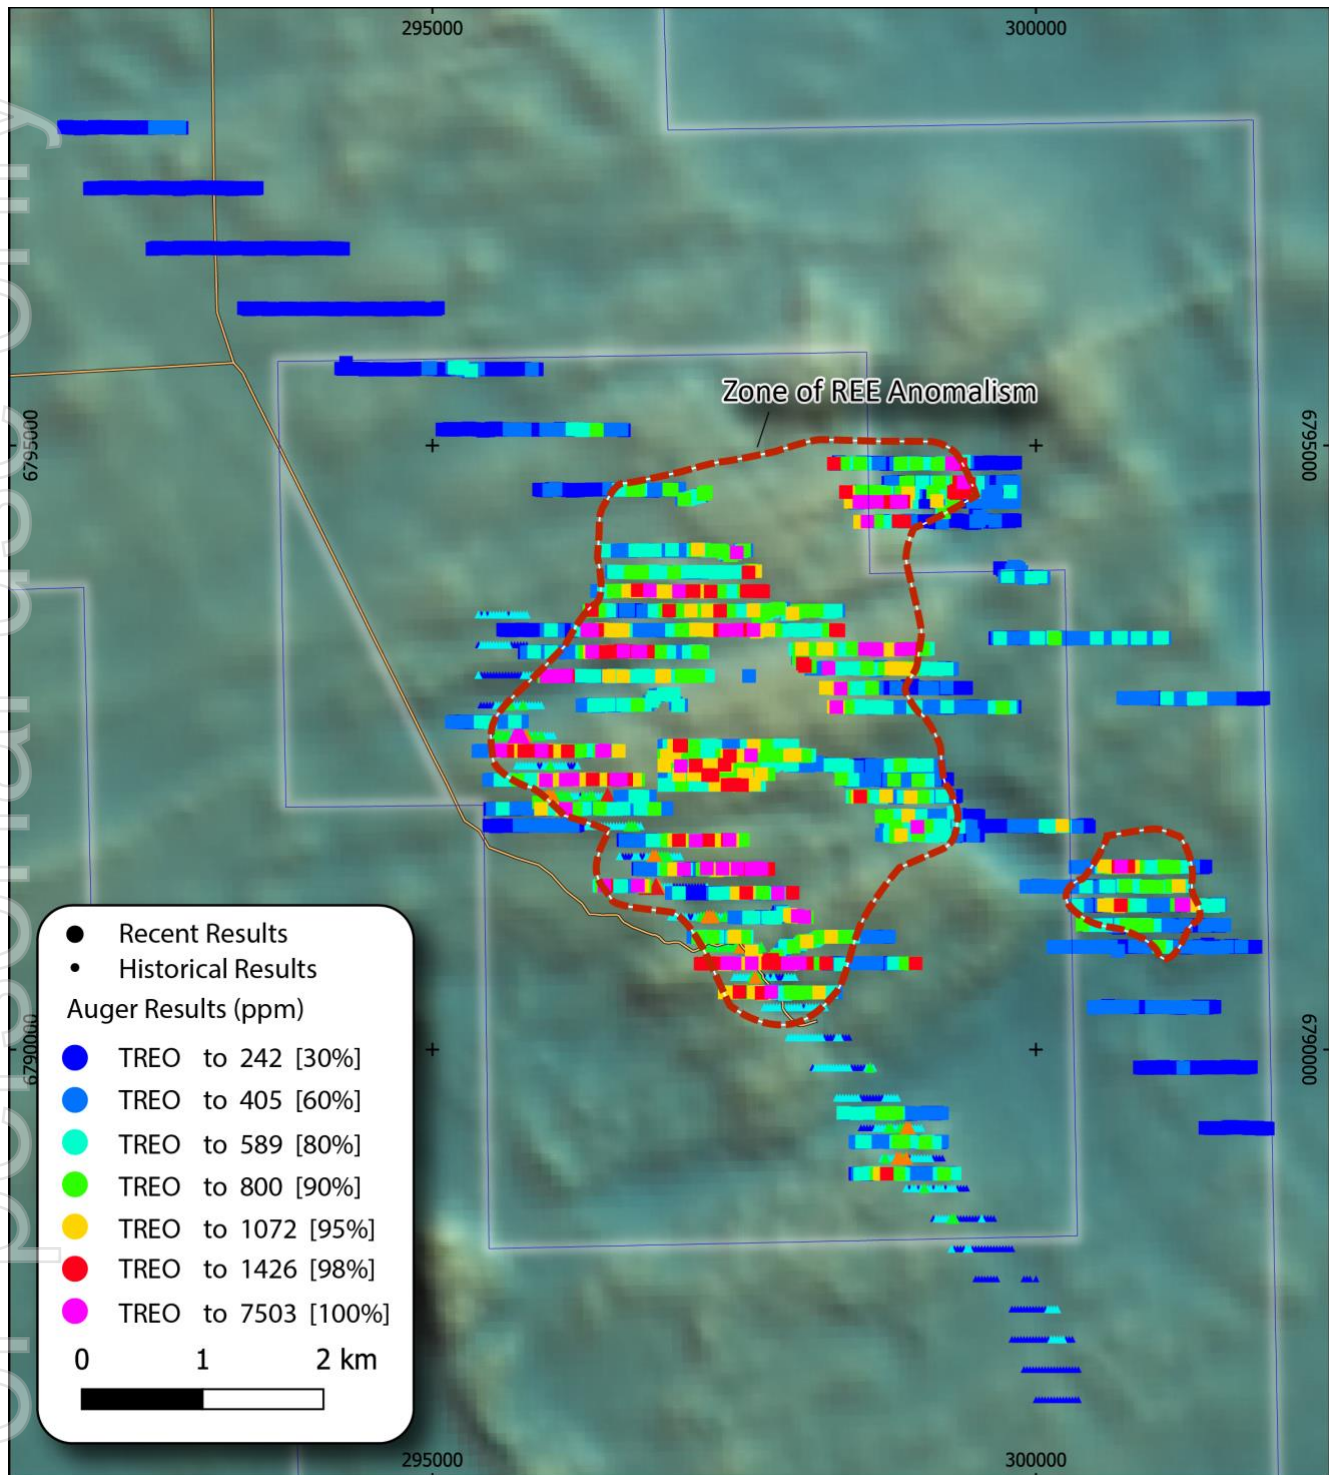 295000 300000
Zone of REE Anomalism
6795000 6795000
6790000 6790000
Recent Results
Historical Results
Auger Results (ppm)
TREO to 242 [30%]
TREO to 405 [60%]
TREO to 589 [80%]
TREO to 800 [90%]
TREO to 1072 [95%]
TREO to 1426 [98%]
TREO to 7503 [100%]
0 1 2 km
295000 300000